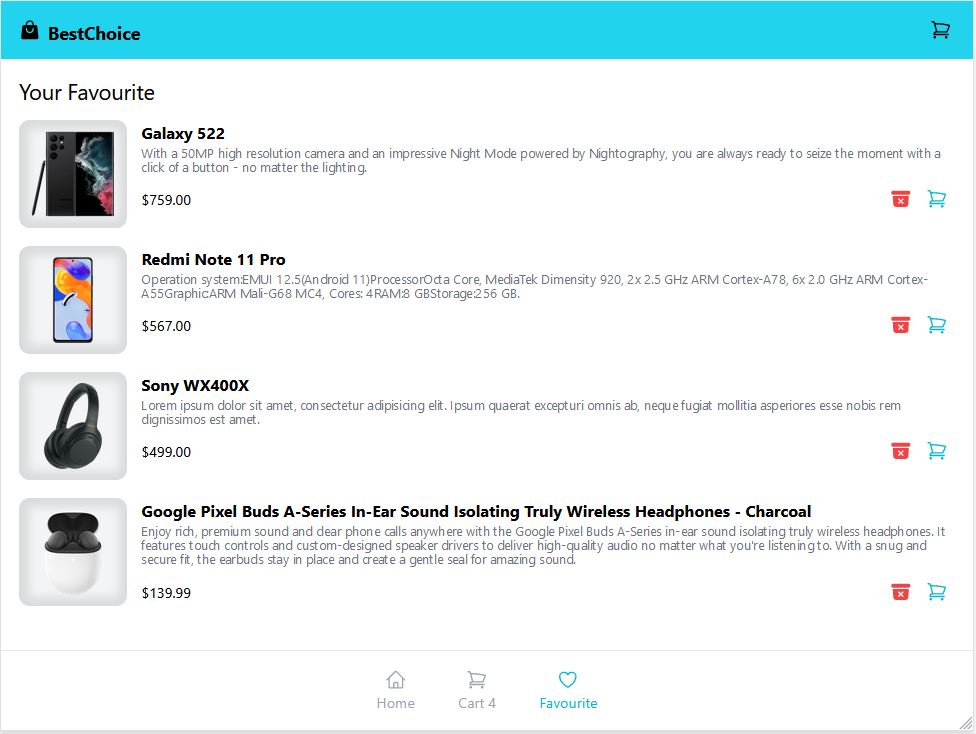 BestChoice
Your Favourite
Galaxy 522
With a 50MP high resolution camera and an impressive Night Mode powered by Nightography, you are always ready to seize the moment with a
click of a button - no matter the lighting.
$759.00
Redmi Note 11 Pro
Operation system:EMUI 12.5(Android 11)ProcessorOcta Core, MediaTek Dimensity 920, 2x 2.5 GHz ARM Cortex-A78, 6x 2.0 GHz ARM Cortex-
A55Graphic:ARM Mali-G68 MC4, Cores: 4RAM:8 GBStorage:256 GB.
$567.00
Sony WX400X
Lorem ipsum dolor sit amet, consectetur adipisicing elit. Ipsum quaerat excepturi omnis ab, neque fugiat mollitia asperiores esse nobis rem
dignissimos est amet.
$499.00
Google Pixel Buds A-Series In-Ear Sound Isolating Truly Wireless Headphones - Charcoal
Enjoy rich, premium sound and clear phone calls anywhere with the Google Pixel Buds A-Series in-ear sound isolating truly wireless headphones. It
features touch controls and custom-designed speaker drivers to deliver high-quality audio no matter what you're listening to. With a snug and
secure fit, the earbuds stay in place and create a gentle seal for amazing sound.
$139.99
Home
Cart 4
Favourite